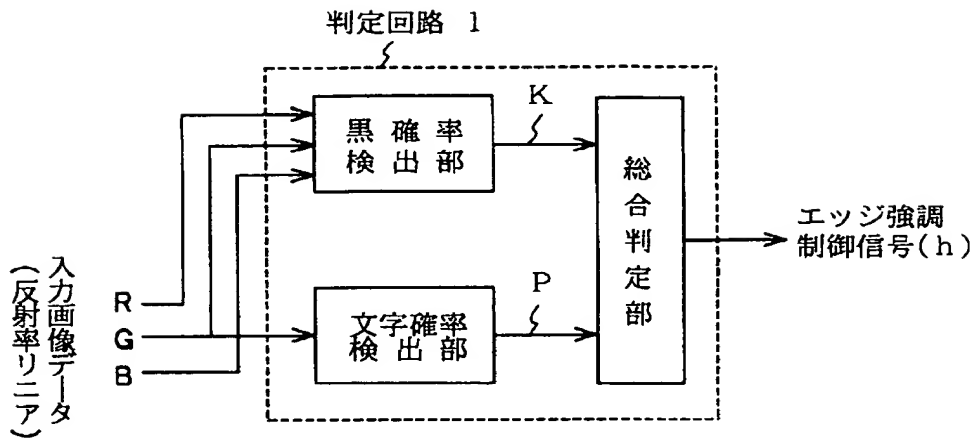 判定回路 1
黒確率
検出部
K
総合判定部
エッジ強調
制御信号(h)
入力画像データ
(反射率リニア)
R
G
B
文字確率
検出部
P